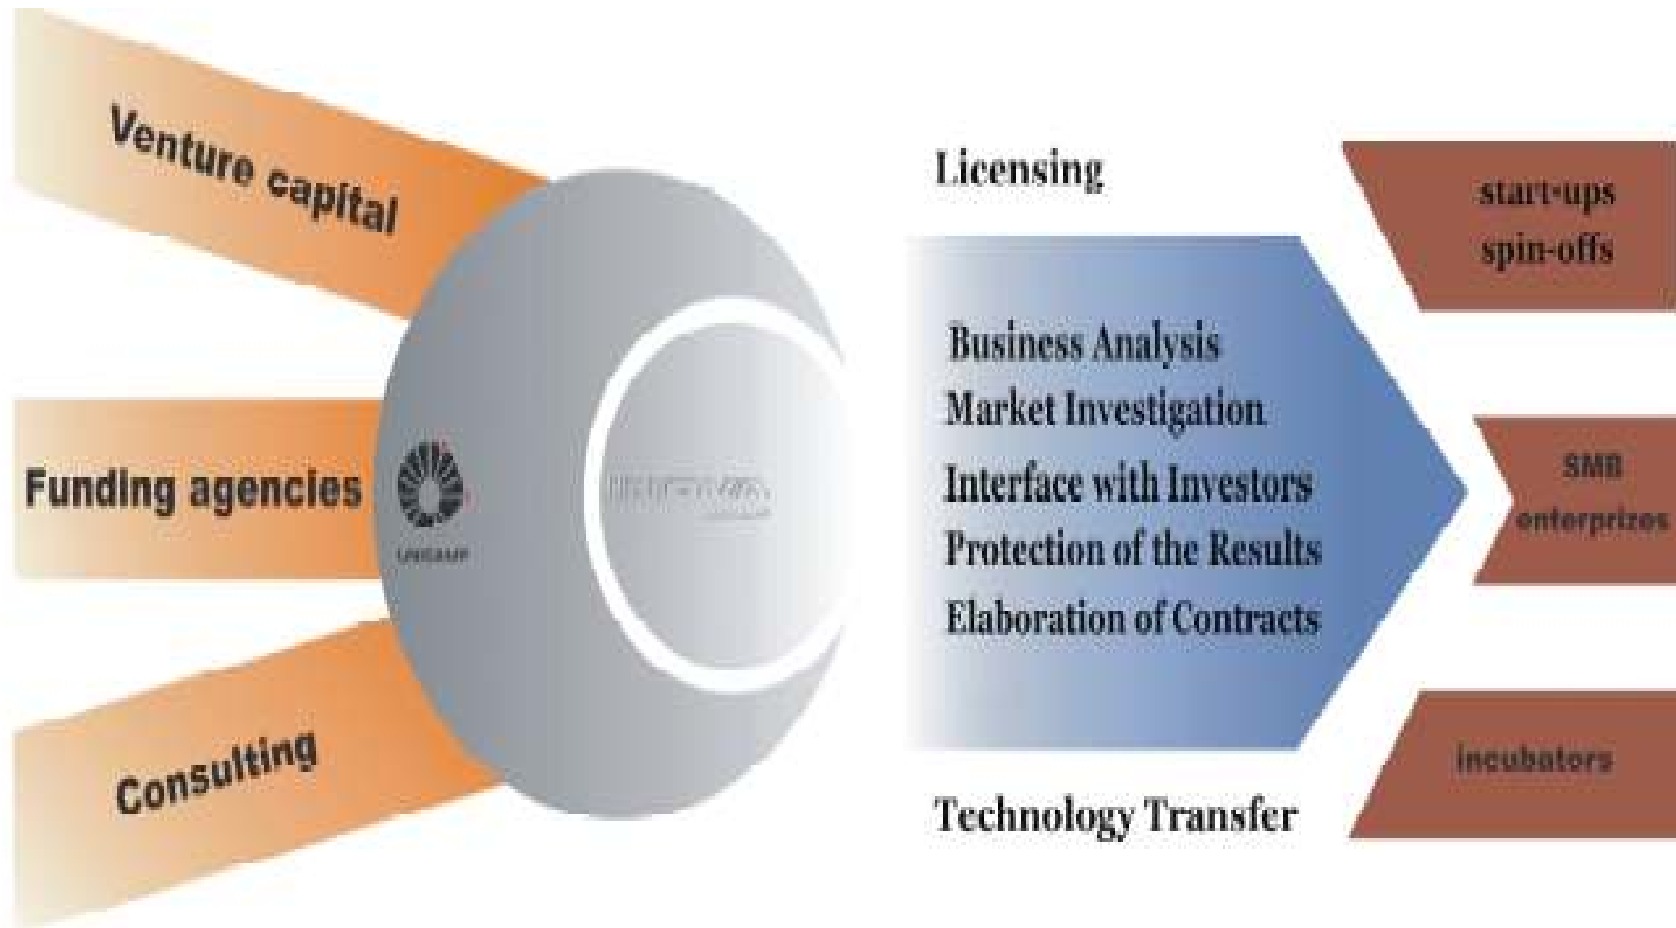 Venture capital
Funding agencies
Consulting
UNICAMP
Licensing
Business Analysis
Market Investigation
Interface with Investors
Protection of the Results
Elaboration of Contracts
Technology Transfer
start-ups
spin-offs
SMB
enterprizes
incubators